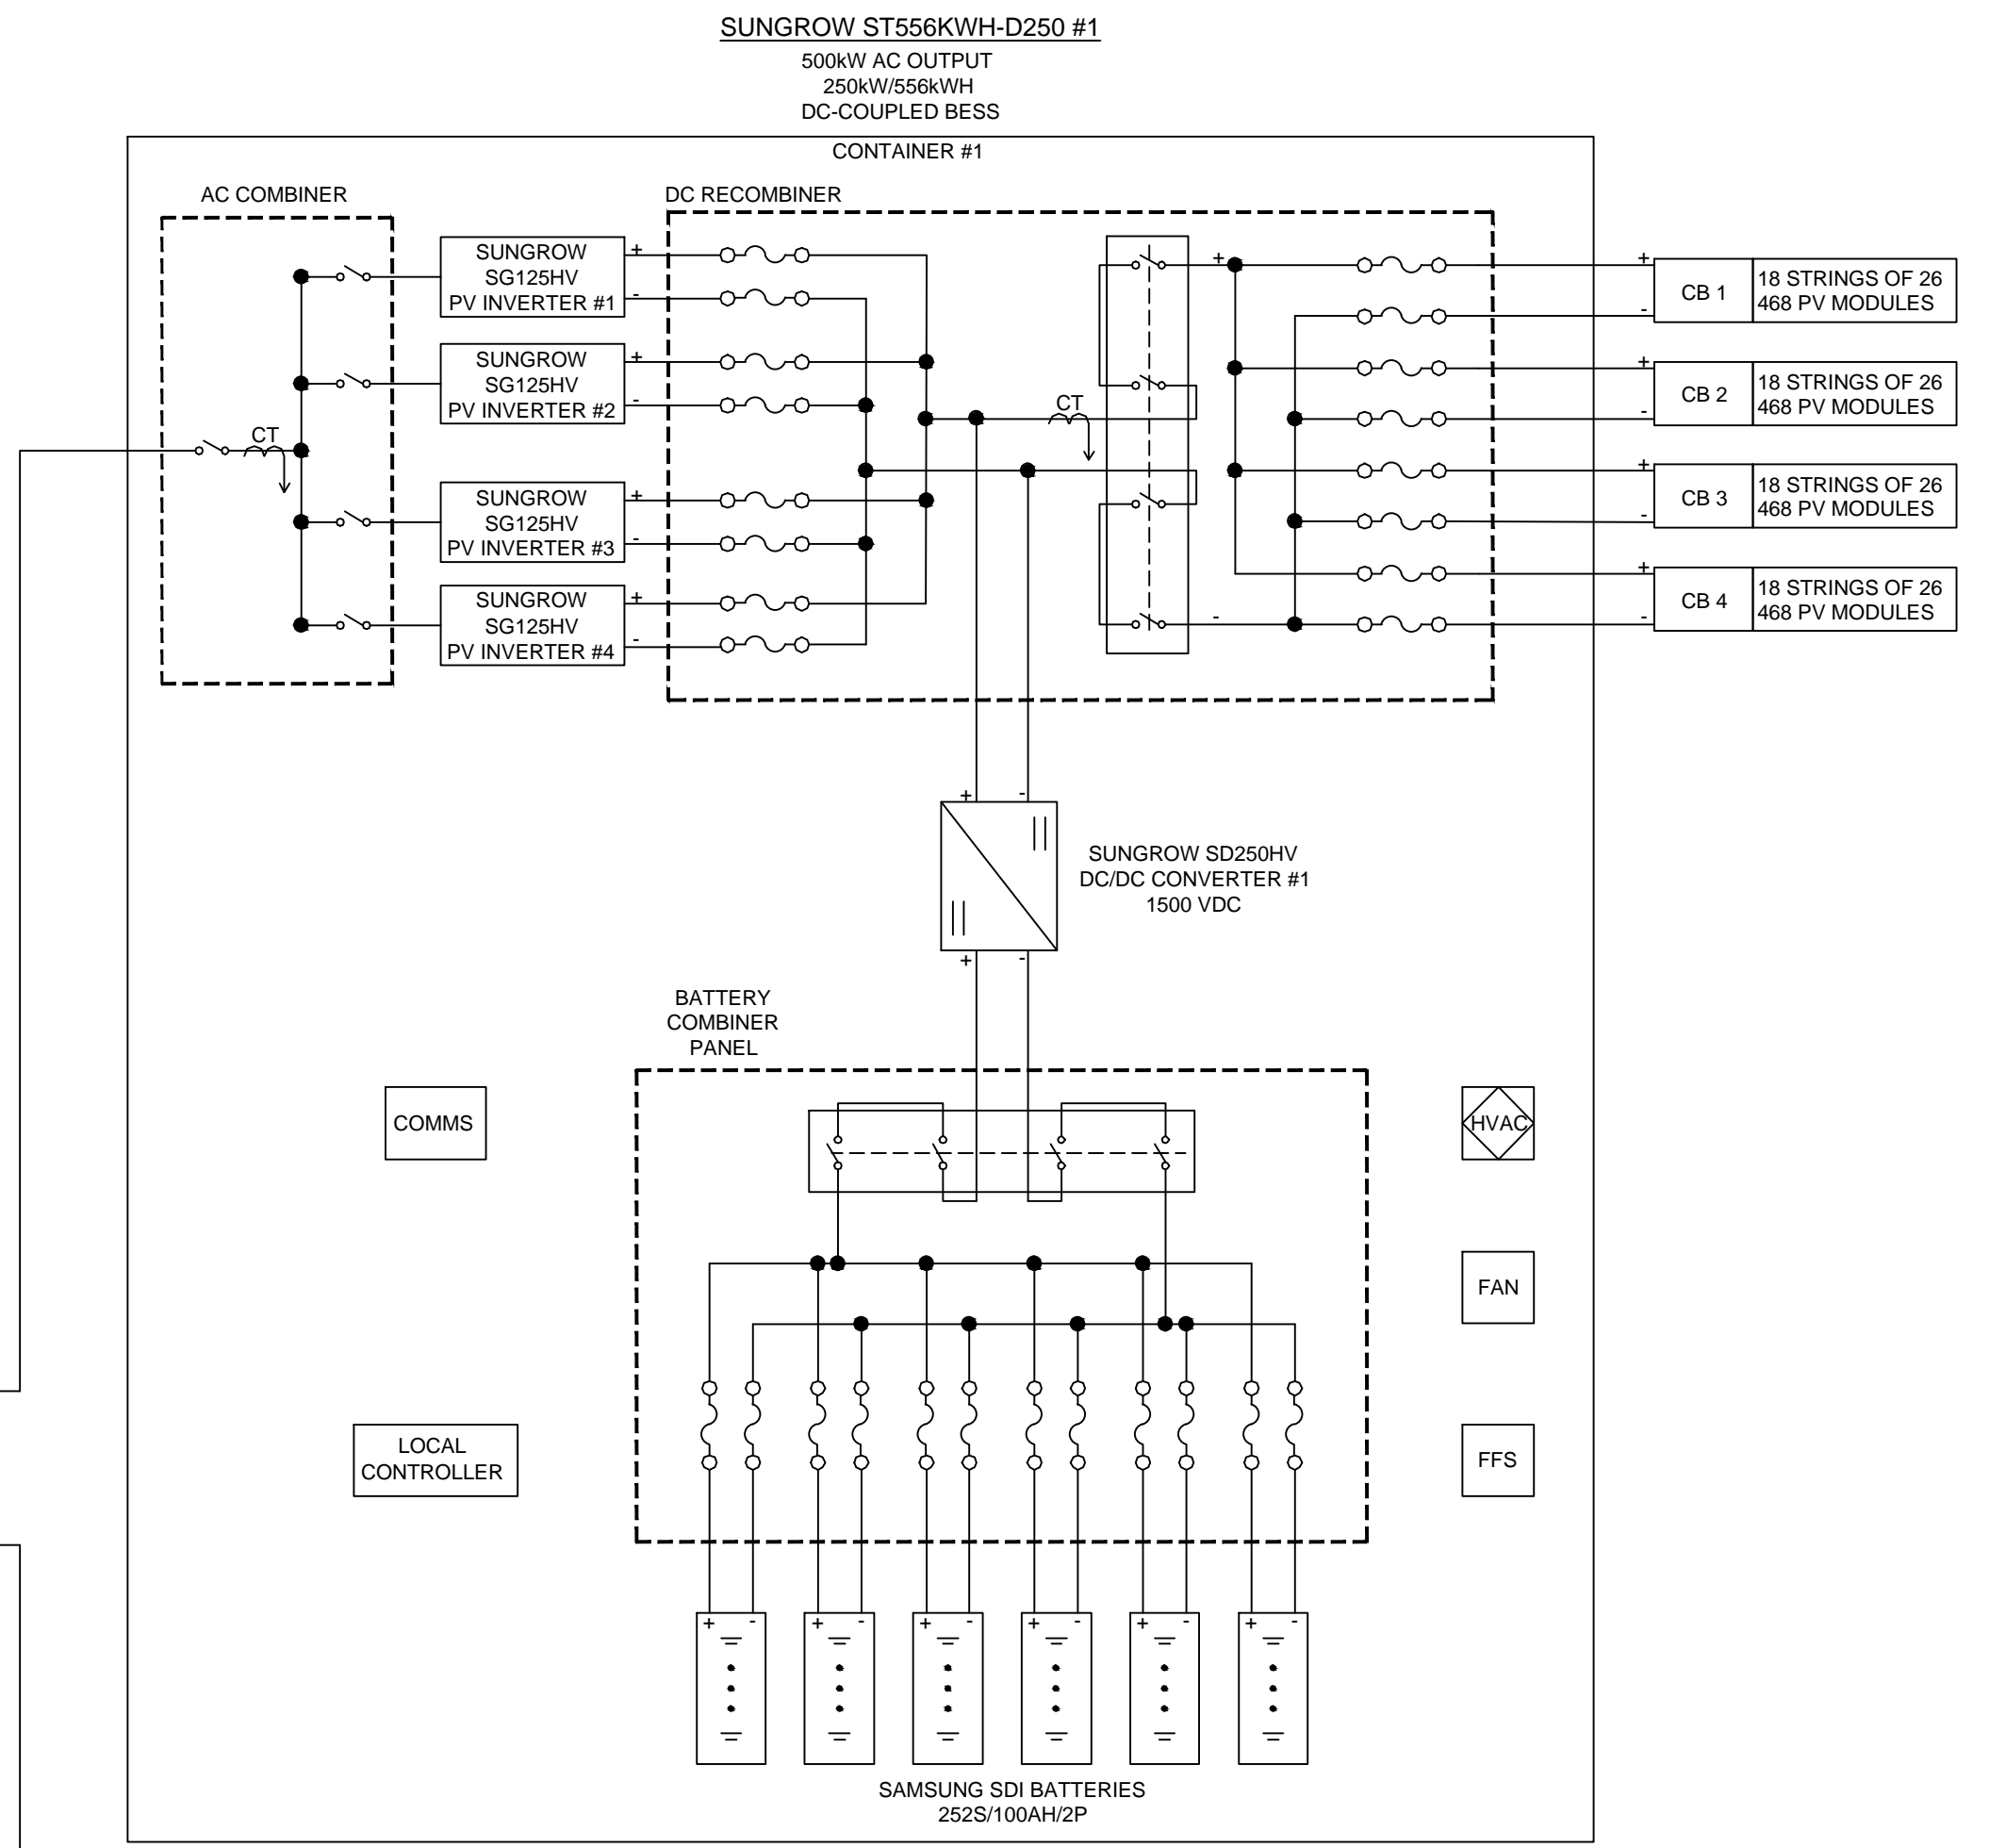 SUNGROW ST556KWH-D250 #1
500kW AC OUTPUT
250kW/556kWH
DC-COUPLED BESS
CONTAINER #1
AC COMBINER
DC RECOMBINER
SUNGROW
SG125HV
PV INVERTER #1
+
-
SUNGROW
SG125HV
PV INVERTER #2
+
-
CT
SUNGROW
SG125HV
PV INVERTER #3
+
-
SUNGROW
SG125HV
PV INVERTER #4
+
-
CT
+
-
+
-
CB 1
18 STRINGS OF 26
468 PV MODULES
+
-
CB 2
18 STRINGS OF 26
468 PV MODULES
+
-
CB 3
18 STRINGS OF 26
468 PV MODULES
+
-
CB 4
18 STRINGS OF 26
468 PV MODULES
+ -
SUNGROW SD250HV
DC/DC CONVERTER #1
1500 VDC
+ -
BATTERY
COMBINER
PANEL
COMMS
HVAC
FAN
LOCAL
CONTROLLER
FFS
+ - + - + - + - + - + -
SAMSUNG SDI BATTERIES
252S/100AH/2P